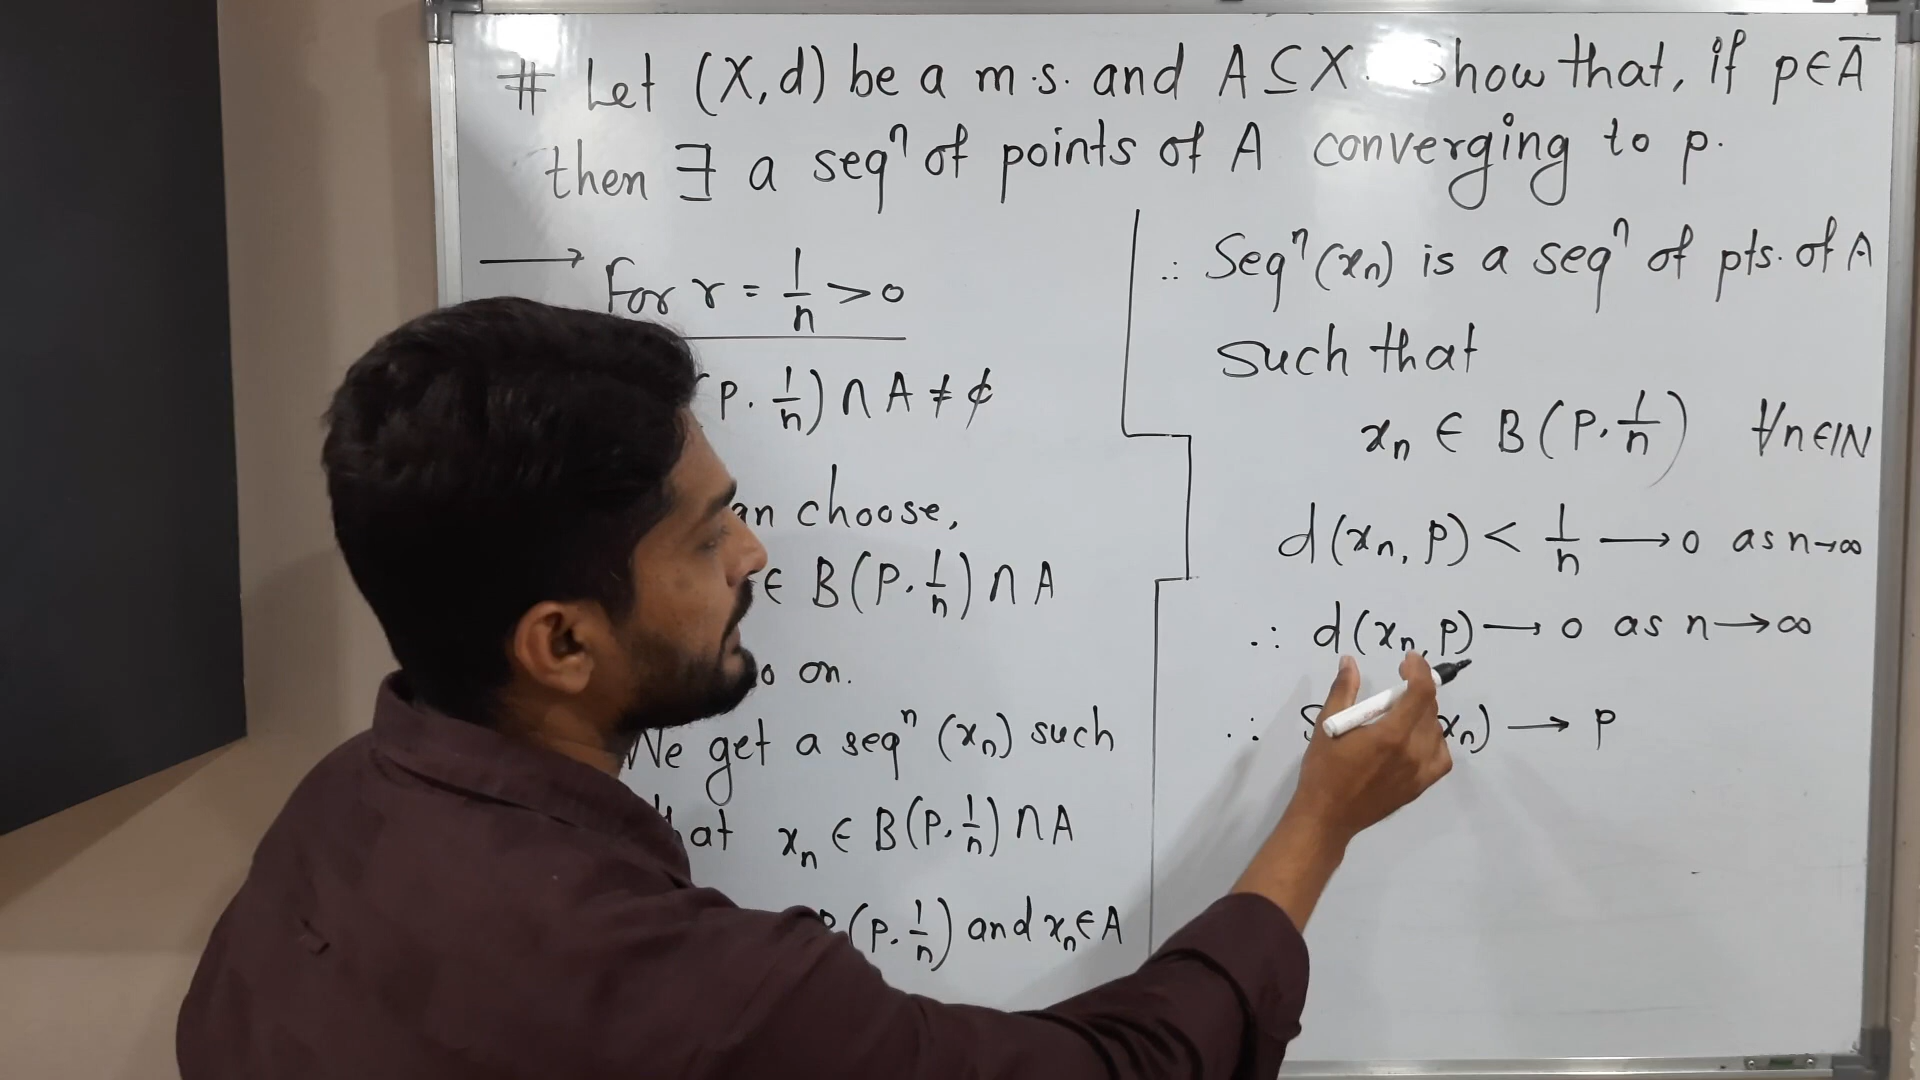 # Let (X, d) be a m.s. and A ⊆ X. Show that, if p ∈ A̅
then ∃ a seqⁿ of points of A converging to p.
⟶ For r = 1/n > 0
p, 1/n) ∩ A ≠ ϕ
choose,
∈ B(p, 1/n) ∩ A
on.
We get a seqⁿ (xₙ) such
xₙ ∈ B(p, 1/n) ∩ A
(p, 1/n) and xₙ ∈ A
∴ Seqⁿ (xₙ) is a seqⁿ of pts. of A
such that
xₙ ∈ B(p, 1/n) ∀n∈ℕ
d(xₙ, p) < 1/n ⟶ 0 as n→∞
∴ d(xₙ, p) ⟶ 0 as n ⟶ ∞
∴ xₙ) ⟶ p